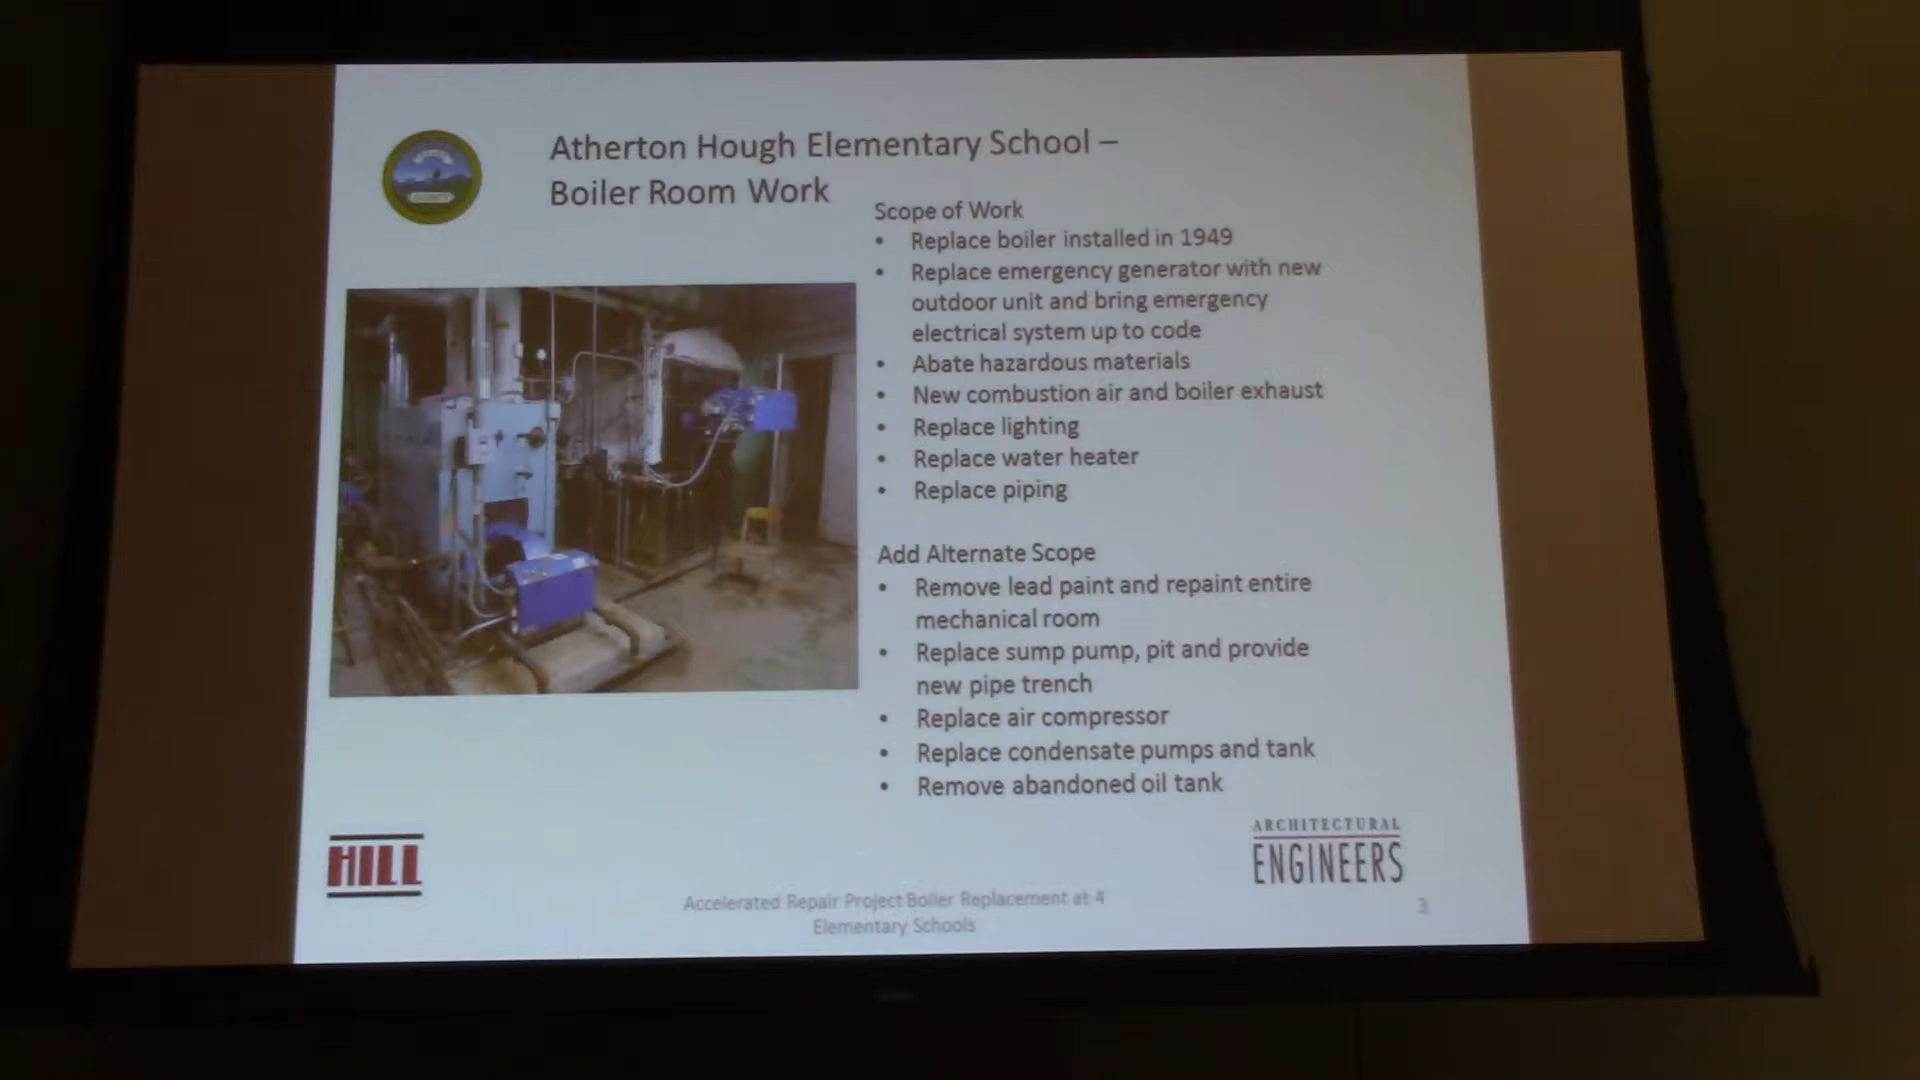 Atherton Hough Elementary School –
Boiler Room Work
Scope of Work
• Replace boiler installed in 1949
• Replace emergency generator with new
outdoor unit and bring emergency
electrical system up to code
• Abate hazardous materials
• New combustion air and boiler exhaust
• Replace lighting
• Replace water heater
• Replace piping
Add Alternate Scope
• Remove lead paint and repaint entire
mechanical room
• Replace sump pump, pit and provide
new pipe trench
• Replace air compressor
• Replace condensate pumps and tank
• Remove abandoned oil tank
HILL
ARCHITECTURAL
ENGINEERS
Accelerated Repair Project Boiler Replacement at 4
Elementary Schools
3